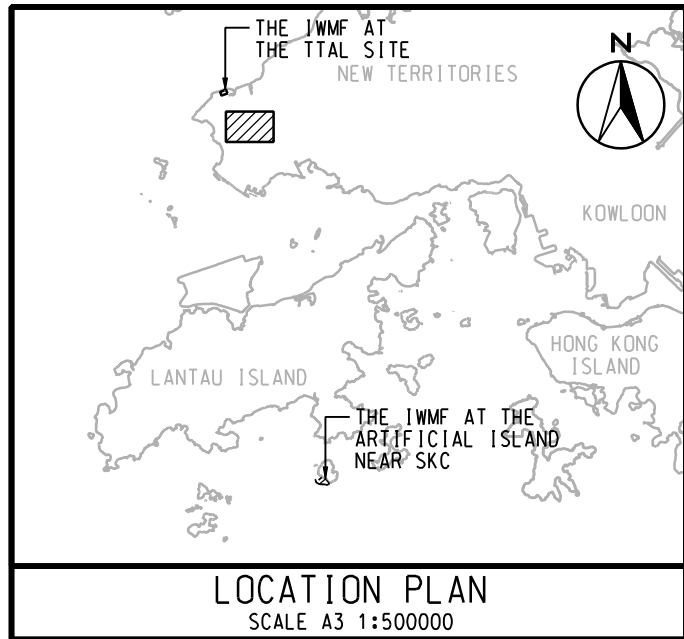 THE IWMF AT
THE TTAL SITE
NEW TERRITORIES
N
KOWLOON
HONG KONG
ISLAND
LANTAU ISLAND
THE IWMF AT THE
ARTIFICIAL ISLAND
NEAR SKC
LOCATION PLAN
SCALE A3 1:500000